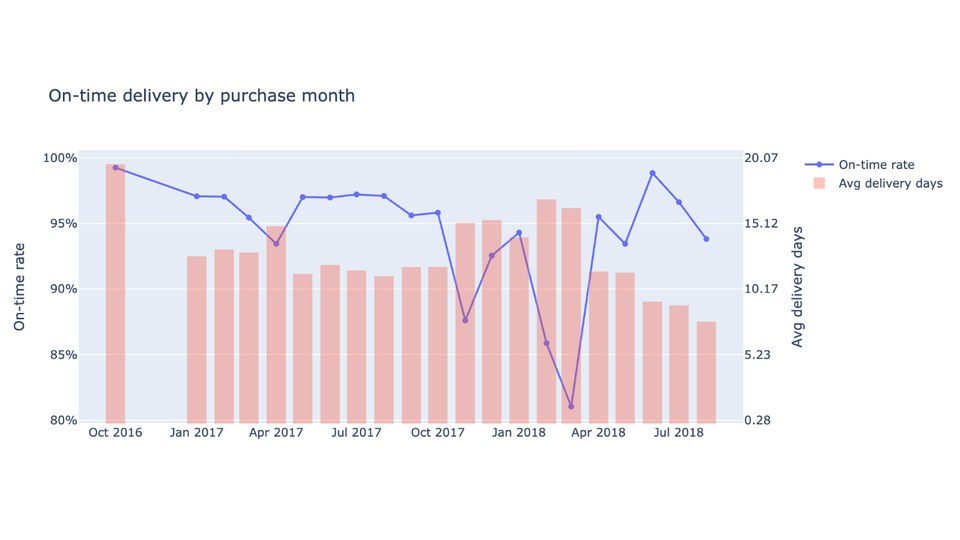 On-time delivery by purchase month
100%
95%
90%
85%
80%
On-time rate
Oct 2016 Jan 2017 Apr 2017 Jul 2017 Oct 2017 Jan 2018 Apr 2018 Jul 2018
20.07
15.12
10.17
5.23
0.28
Avg delivery days
On-time rate
Avg delivery days